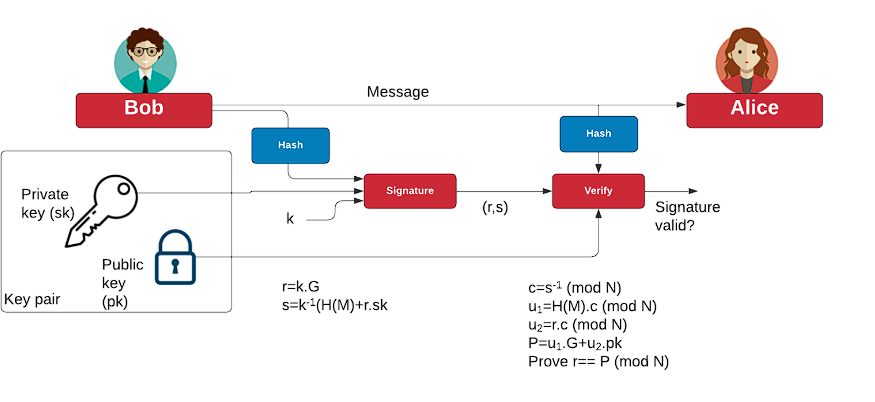 Bob
Message
Alice
Hash
Hash
Private
key (sk)
Signature
Verify
k
(r,s)
Signature
valid?
Public
key
(pk)
Key pair
r=k.G
s=k⁻¹(H(M)+r.sk
c=s⁻¹ (mod N)
u₁=H(M).c (mod N)
u₂=r.c (mod N)
P=u₁.G+u₂.pk
Prove r== P (mod N)